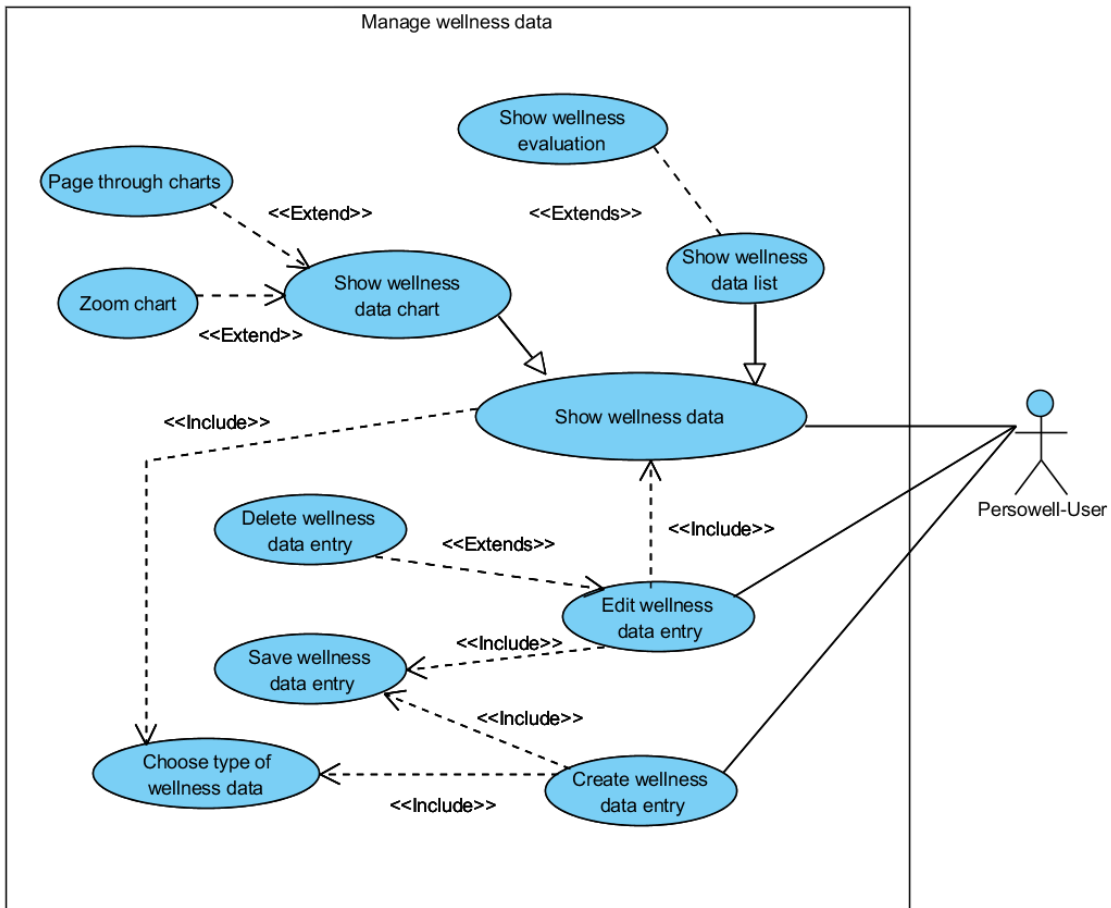 Manage wellness data
Show wellness
evaluation
Page through charts
<<Extend>>
<<Extends>>
Show wellness
data list
Show wellness
data chart
Zoom chart
<<Extend>>
Show wellness data
<<Include>>
Persowell-User
Delete wellness
data entry
<<Extends>>
<<Include>>
Edit wellness
data entry
<<Include>>
Save wellness
data entry
<<Include>>
Choose type of
wellness data
<<Include>>
Create wellness
data entry